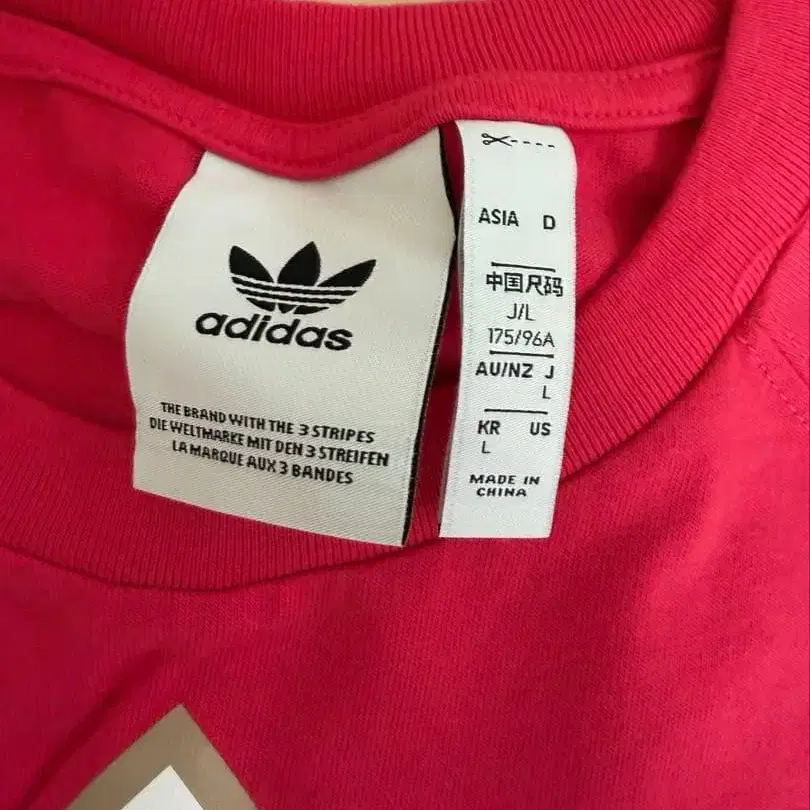 adidas
THE BRAND WITH THE 3 STRIPES
DIE WELTMARKE MIT DEN 3 STREIFEN
LA MARQUE AUX 3 BANDES
ASIA D
中国尺码
J/L
175/96A
AU/NZ J
L
KR US
L
MADE IN
CHINA